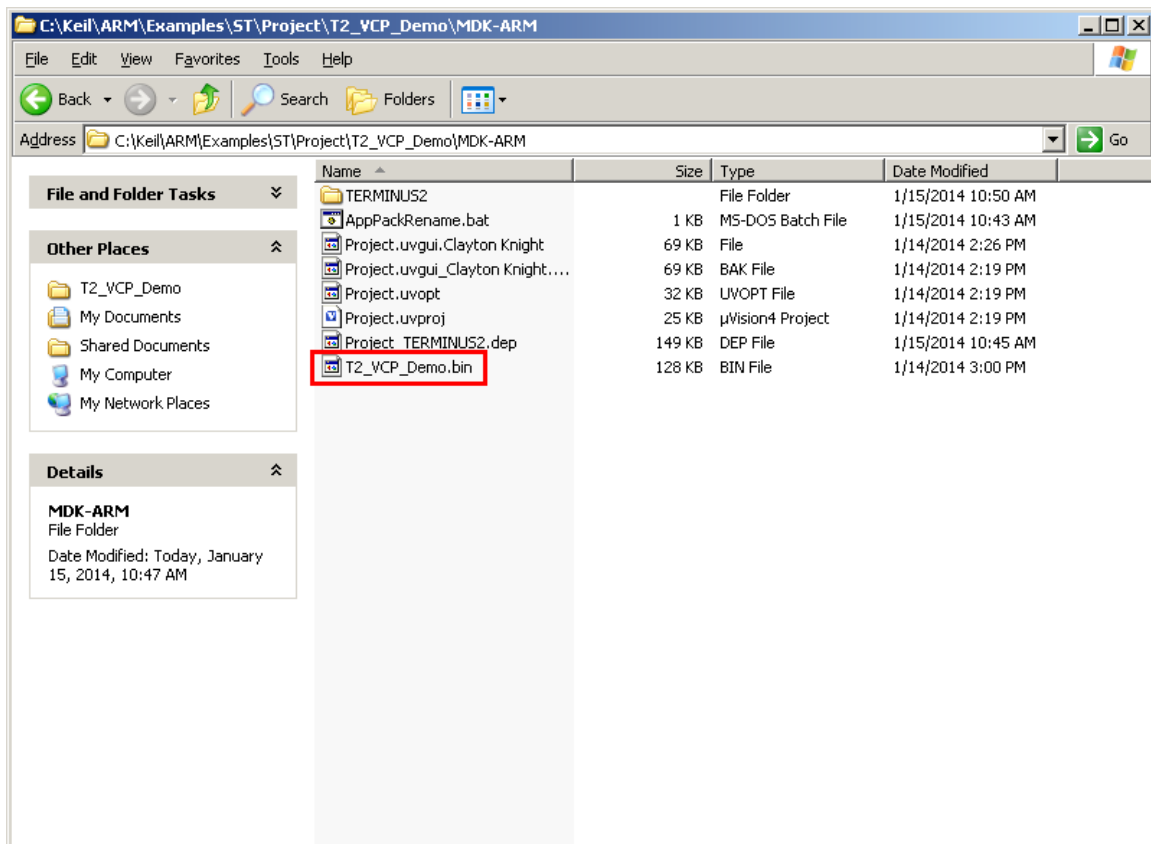 C:\Keil\ARM\Examples\ST\Project\T2_VCP_Demo\MDK-ARM
File Edit View Favorites Tools Help
Back Search Folders
Address C:\Keil\ARM\Examples\ST\Project\T2_VCP_Demo\MDK-ARM Go
File and Folder Tasks
Other Places
T2_VCP_Demo
My Documents
Shared Documents
My Computer
My Network Places
Details
MDK-ARM
File Folder
Date Modified: Today, January
15, 2014, 10:47 AM
Name Size Type Date Modified
TERMINUS2 File Folder 1/15/2014 10:50 AM
AppPackRename.bat 1 KB MS-DOS Batch File 1/15/2014 10:43 AM
Project.uvgui.Clayton Knight 69 KB File 1/14/2014 2:26 PM
Project.uvgui_Clayton Knight.... 69 KB BAK File 1/14/2014 2:19 PM
Project.uvopt 32 KB UVOPT File 1/14/2014 2:19 PM
Project.uvproj 25 KB µVision4 Project 1/14/2014 2:19 PM
Project_TERMINUS2.dep 149 KB DEP File 1/15/2014 10:45 AM
T2_VCP_Demo.bin 128 KB BIN File 1/14/2014 3:00 PM